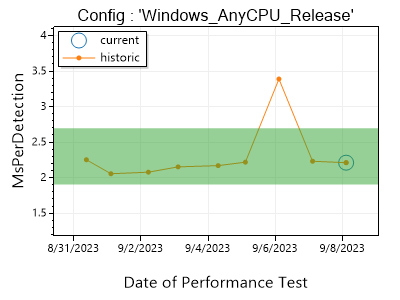 Config : 'Windows_AnyCPU_Release'
current
historic
4
3.5
3
2.5
2
1.5
MsPerDetection
8/31/2023 9/2/2023 9/4/2023 9/6/2023 9/8/2023
Date of Performance Test